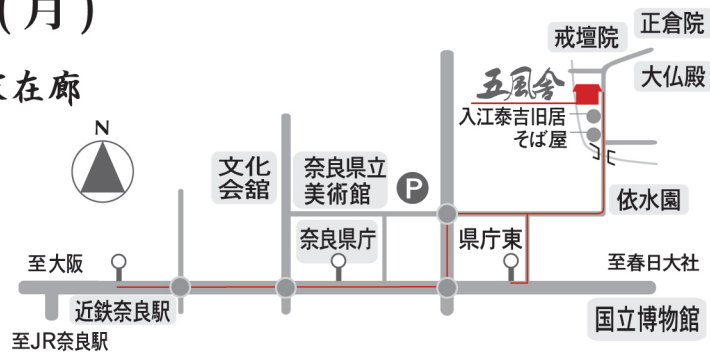 (月)
在廊
N
戒壇院
正倉院
大仏殿
五風舎
入江泰吉旧居
そば屋
文化
会舘
奈良県立
美術館
P
依水園
奈良県庁
県庁東
至大阪
至春日大社
近鉄奈良駅
国立博物館
至JR奈良駅